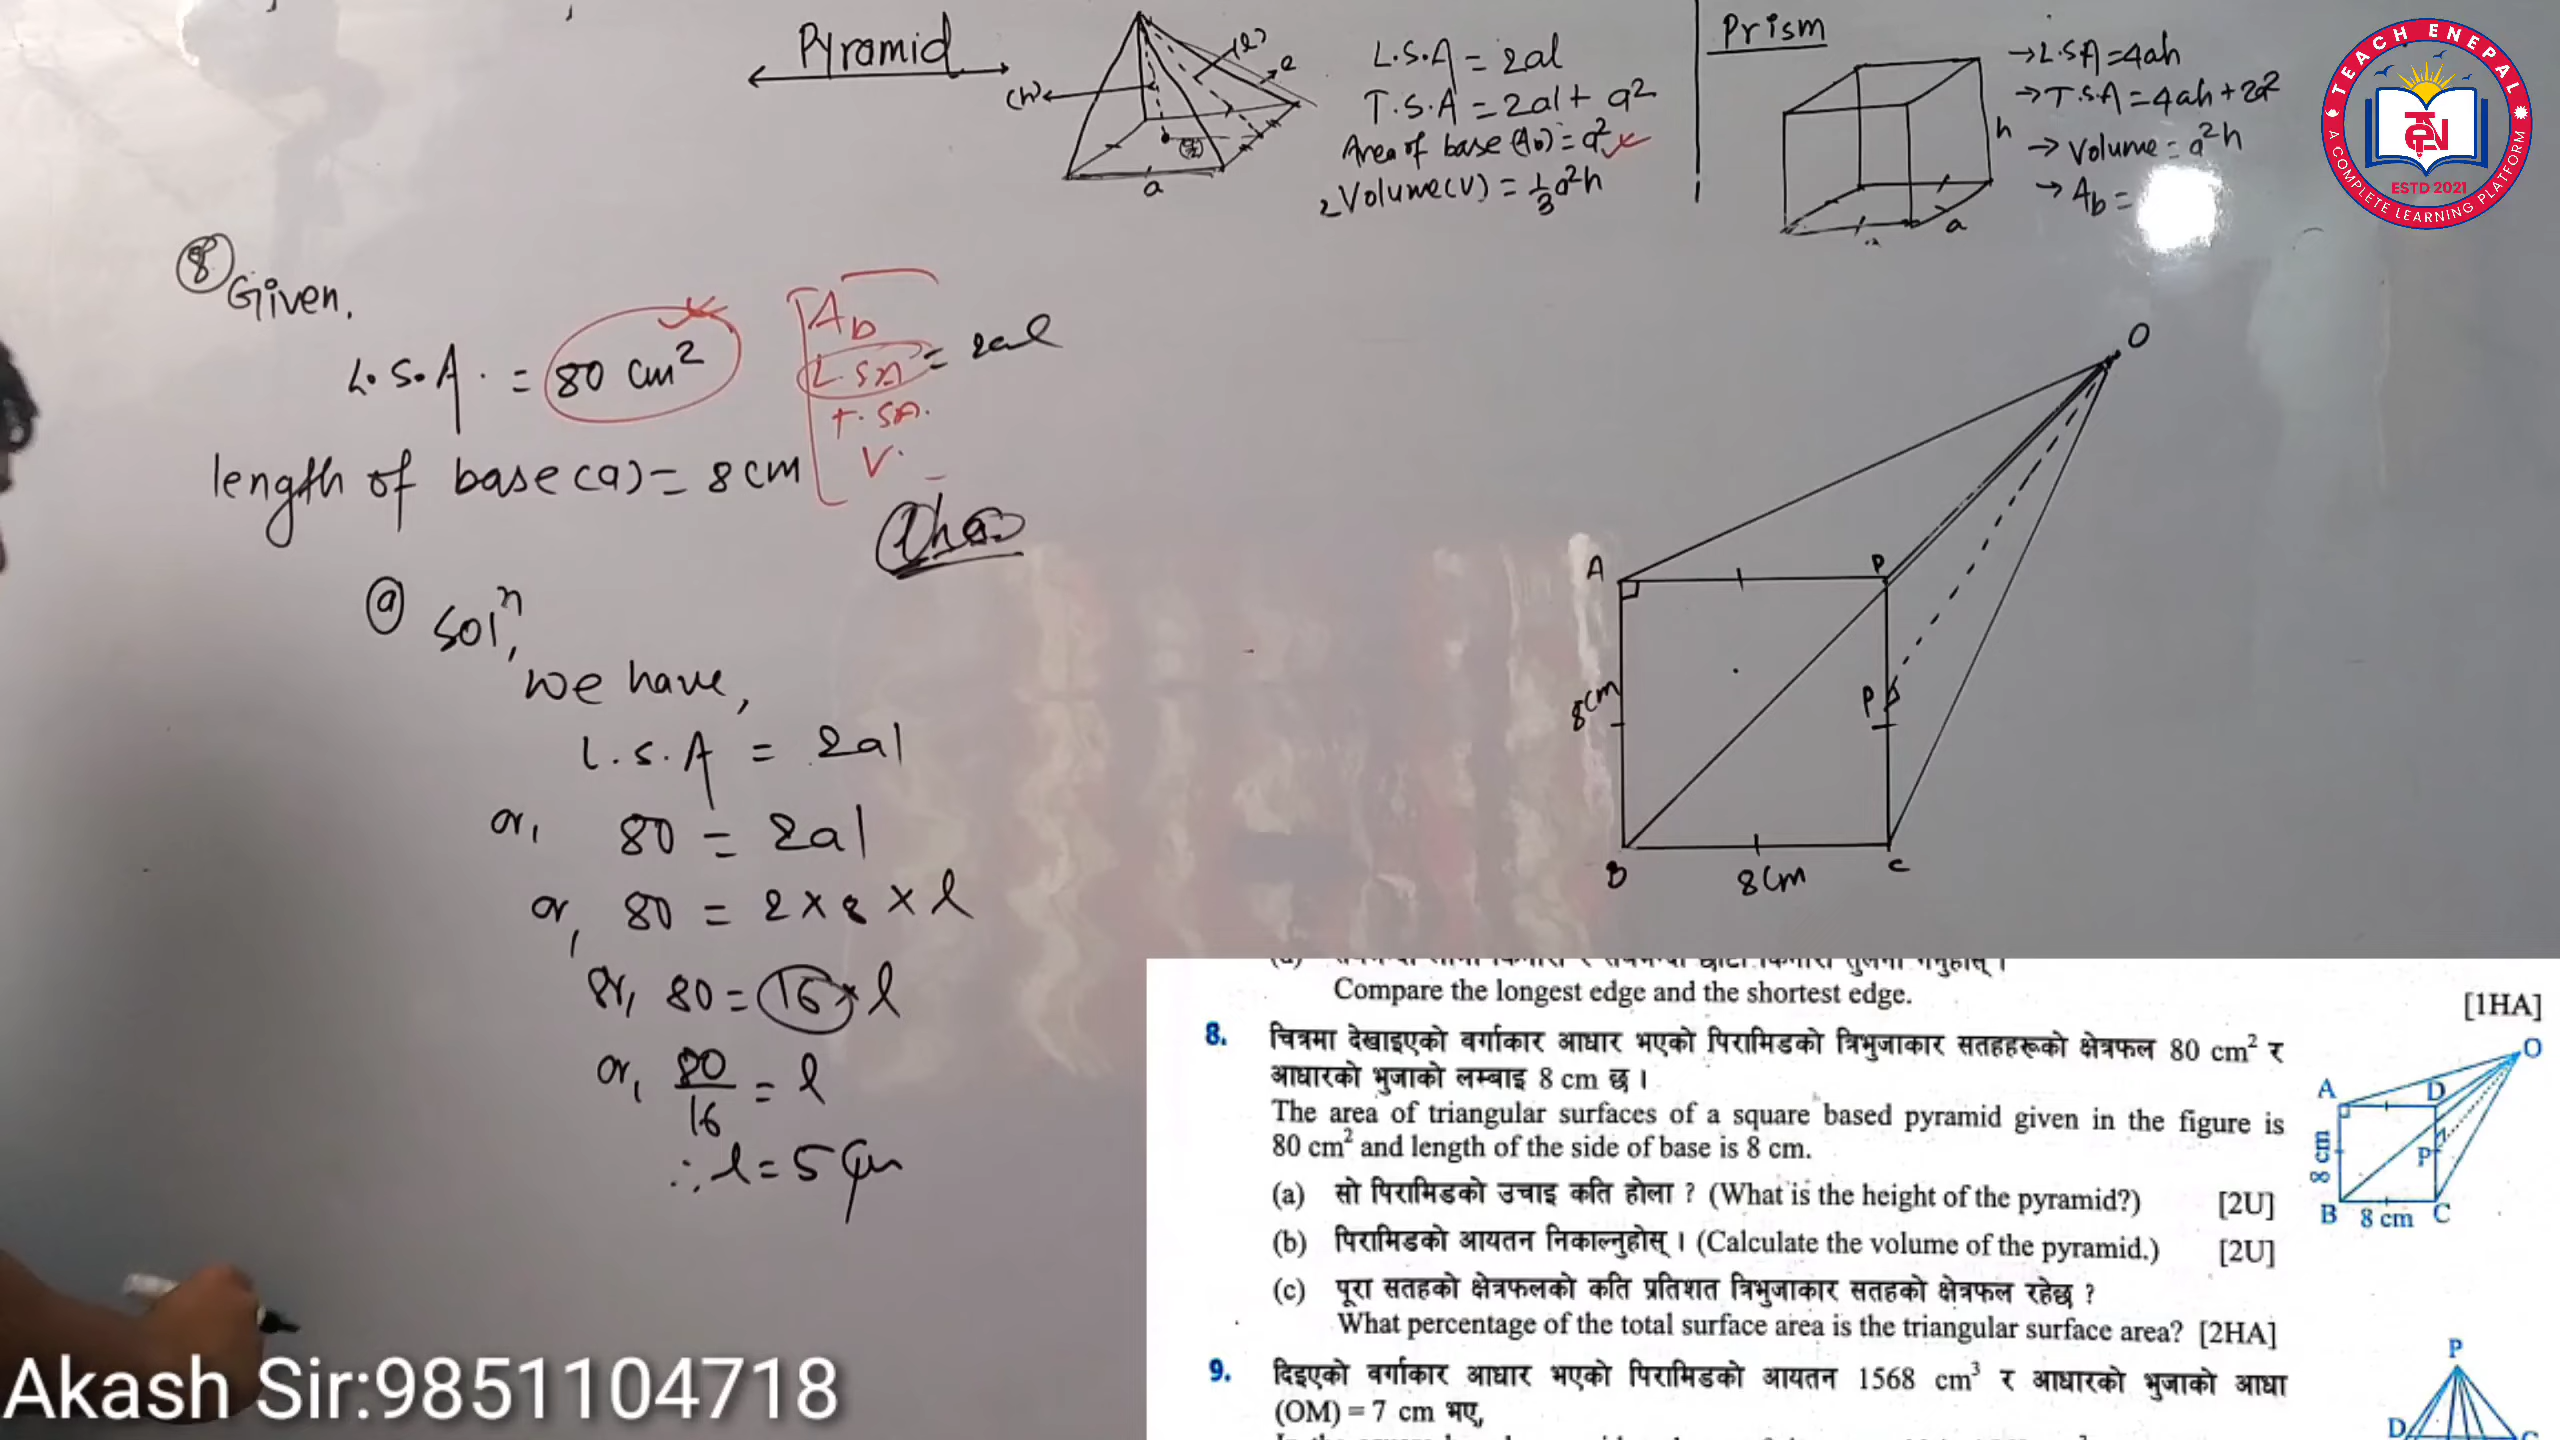 Pyramid
(h)
(l)
e
a
L.S.A = 2al
T.S.A = 2al + a²
Area of base (Ab) = a²
Volume(V) = 1/3 a²h
Prism
h
a
→ L.S.A = 4ah
→ T.S.A = 4ah + 2a²
→ Volume = a²h
→ Ab =
TEACH ENEPAL
TEN
ESTD 2021
A COMPLETE LEARNING PLATFORM
⑧ Given,
L.S.A. = 80 cm²
length of base (a) = 8 cm
Ab
L.SA = 2al
T.SA.
V.
ⓐ Solⁿ,
we have,
L.S.A = 2al
or, 80 = 2al
or, 80 = 2 × 8 × l
or, 80 = 16 × l
or, 80/16 = l
∴ l = 5 cm
O
A
P
8cm
P
B
8cm
C
Compare the longest edge and the shortest edge. [1HA]
8. चित्रमा देखाइएको वर्गाकार आधार भएको पिरामिडको त्रिभुजाकार सतहहरूको क्षेत्रफल 80 cm² र
आधारको भुजाको लम्बाइ 8 cm छ ।
The area of triangular surfaces of a square based pyramid given in the figure is
80 cm² and length of the side of base is 8 cm.
(a) सो पिरामिडको उचाइ कति होला ? (What is the height of the pyramid?) [2U]
(b) पिरामिडको आयतन निकाल्नुहोस् । (Calculate the volume of the pyramid.) [2U]
(c) पूरा सतहको क्षेत्रफलको कति प्रतिशत त्रिभुजाकार सतहको क्षेत्रफल रहेछ ?
What percentage of the total surface area is the triangular surface area? [2HA]
O
A
D
8 cm
P
B
8 cm
C
9. दिइएको वर्गाकार आधार भएको पिरामिडको आयतन 1568 cm³ र आधारको भुजाको आधा
(OM) = 7 cm भए,
P
D
Akash Sir:9851104718